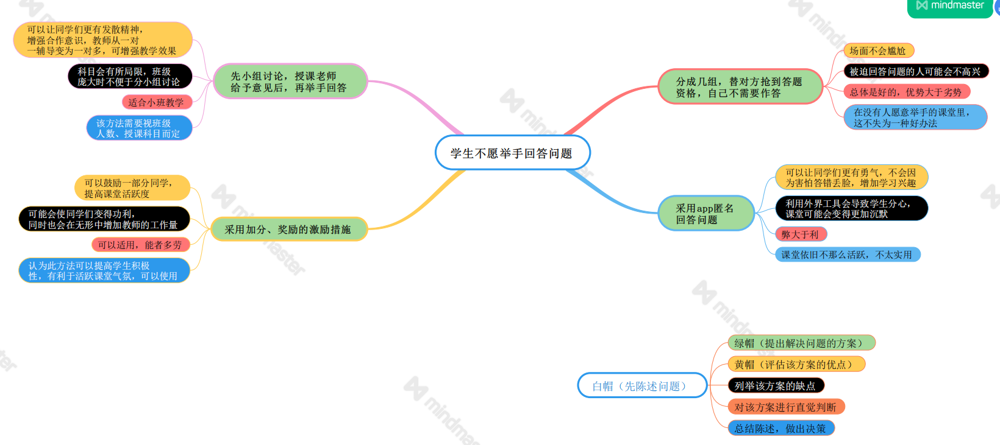 mindmaster
可以让同学们更有发散精神，
增强合作意识，教师从一对
一辅导变为一对多，可增强教学效果
科目会有所局限，班级
庞大时不便于分小组讨论
适合小班教学
该方法需要视班级
人数、授课科目而定
先小组讨论，授课老师
给予意见后，再举手回答
可以鼓励一部分同学，
提高课堂活跃度
可能会使同学们变得功利，
同时也会在无形中增加教师的工作量
可以适用，能者多劳
认为此方法可以提高学生积极
性，有利于活跃课堂气氛，可以使用
采用加分、奖励的激励措施
学生不愿举手回答问题
分成几组，替对方抢到答题
资格，自己不需要作答
场面不会尴尬
被迫回答问题的人可能会不高兴
总体是好的，优势大于劣势
在没有人愿意举手的课堂里，
这不失为一种好办法
采用app匿名
回答问题
可以让同学们更有勇气，不会因
为害怕答错丢脸，增加学习兴趣
利用外界工具会导致学生分心，
课堂可能会变得更加沉默
弊大于利
课堂依旧不那么活跃，不太实用
白帽（先陈述问题）
绿帽（提出解决问题的方案）
黄帽（评估该方案的优点）
列举该方案的缺点
对该方案进行直觉判断
总结陈述，做出决策